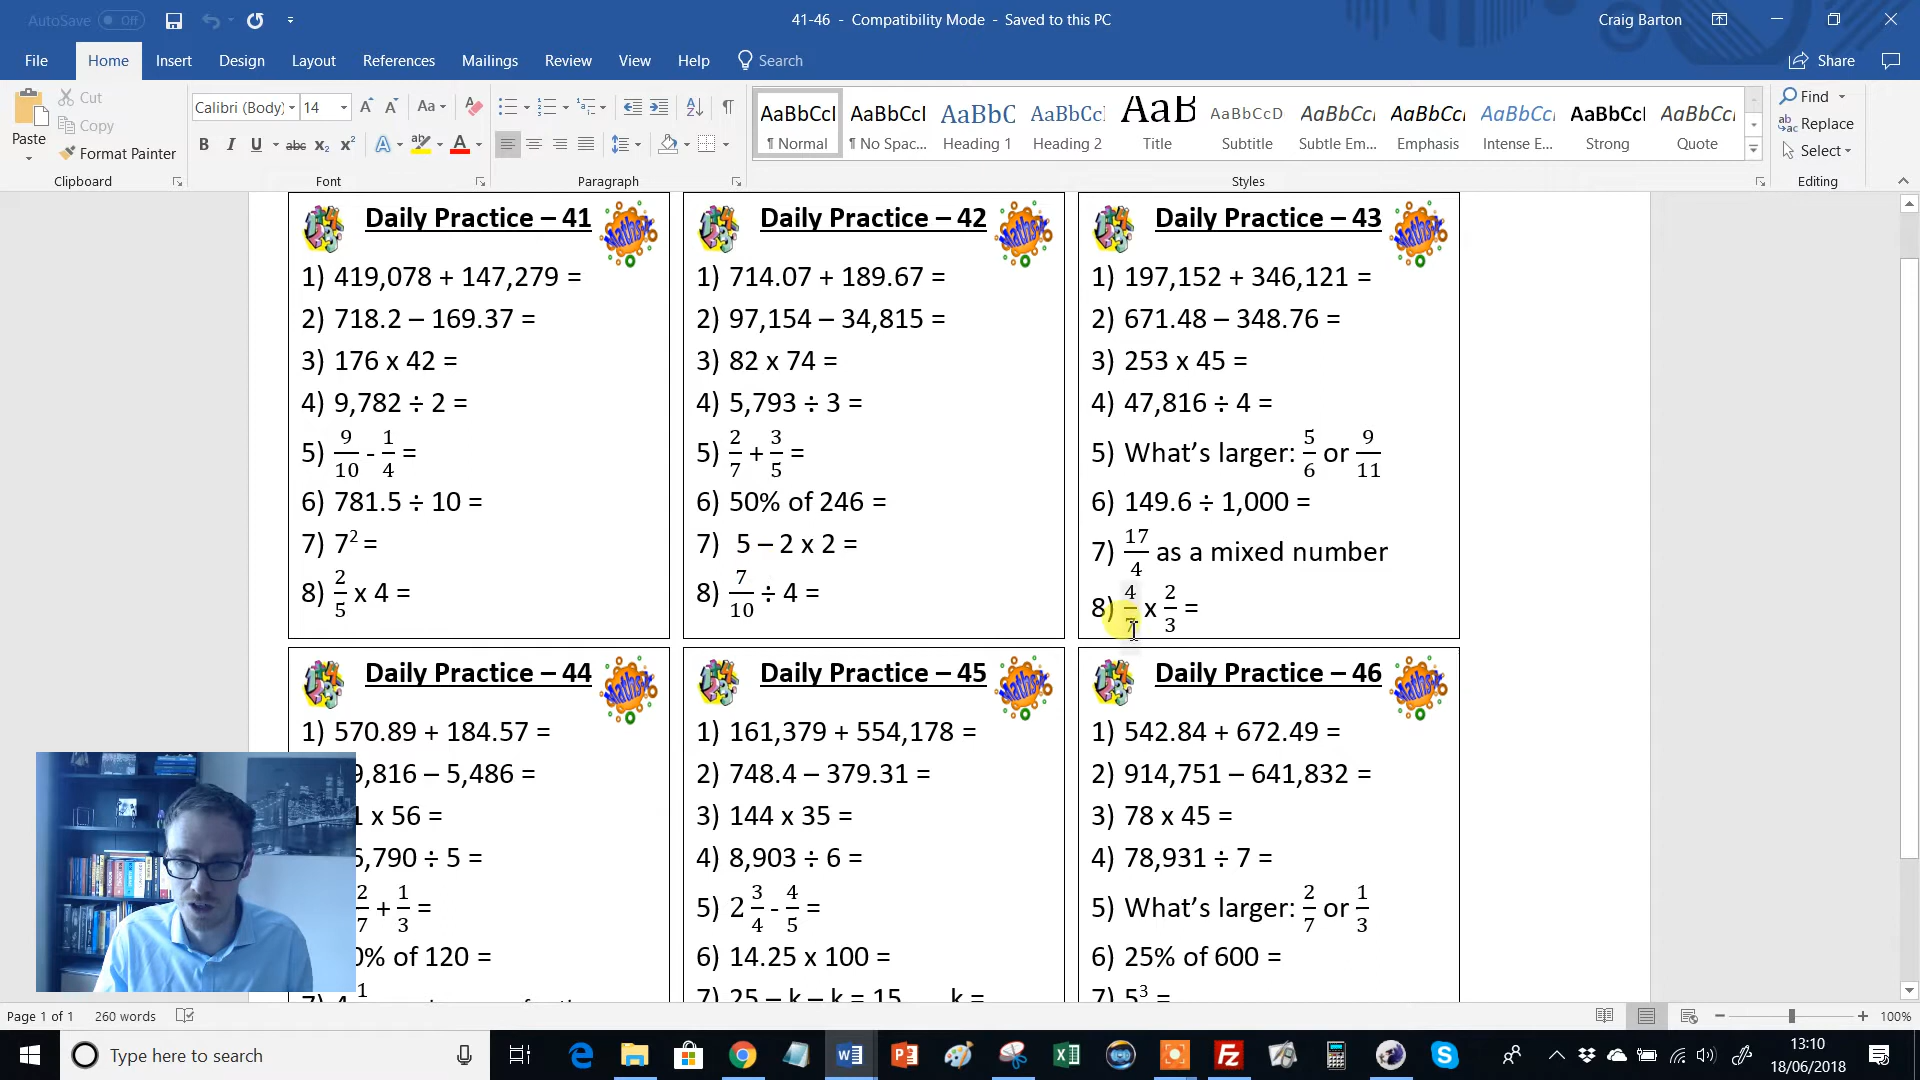 AutoSave Off
41-46 - Compatibility Mode - Saved to this PC
Craig Barton
File Home Insert Design Layout References Mailings Review View Help Search
Share
Paste
Cut
Copy
Format Painter
Clipboard
Calibri (Body) 14
Aa
B I U abc x₂ x²
Font
Paragraph
AaBbCcI AaBbCcI AaBbC AaBbCcI AaB AaBbCcD AaBbCcI AaBbCcI AaBbCcI AaBbCcI AaBbCcI
¶ Normal ¶ No Spac... Heading 1 Heading 2 Title Subtitle Subtle Em... Emphasis Intense E... Strong Quote
Styles
Find
Replace
Select
Editing
Daily Practice – 41
1) 419,078 + 147,279 =
2) 718.2 – 169.37 =
3) 176 x 42 =
4) 9,782 ÷ 2 =
5) 9/10 - 1/4 =
6) 781.5 ÷ 10 =
7) 7² =
8) 2/5 x 4 =
Daily Practice – 42
1) 714.07 + 189.67 =
2) 97,154 – 34,815 =
3) 82 x 74 =
4) 5,793 ÷ 3 =
5) 2/7 + 3/5 =
6) 50% of 246 =
7) 5 – 2 x 2 =
8) 7/10 ÷ 4 =
Daily Practice – 43
1) 197,152 + 346,121 =
2) 671.48 – 348.76 =
3) 253 x 45 =
4) 47,816 ÷ 4 =
5) What's larger: 5/6 or 9/11
6) 149.6 ÷ 1,000 =
7) 17/4 as a mixed number
8) 4/7 x 2/3 =
Daily Practice – 44
1) 570.89 + 184.57 =
9,816 – 5,486 =
1 x 56 =
6,790 ÷ 5 =
2/7 + 1/3 =
0% of 120 =
Daily Practice – 45
1) 161,379 + 554,178 =
2) 748.4 – 379.31 =
3) 144 x 35 =
4) 8,903 ÷ 6 =
5) 2 3/4 - 4/5 =
6) 14.25 x 100 =
7) 25 – k – k = 15 k =
Daily Practice – 46
1) 542.84 + 672.49 =
2) 914,751 – 641,832 =
3) 78 x 45 =
4) 78,931 ÷ 7 =
5) What's larger: 2/7 or 1/3
6) 25% of 600 =
7) 5³ =
Page 1 of 1 260 words
100%
Type here to search
13:10
18/06/2018